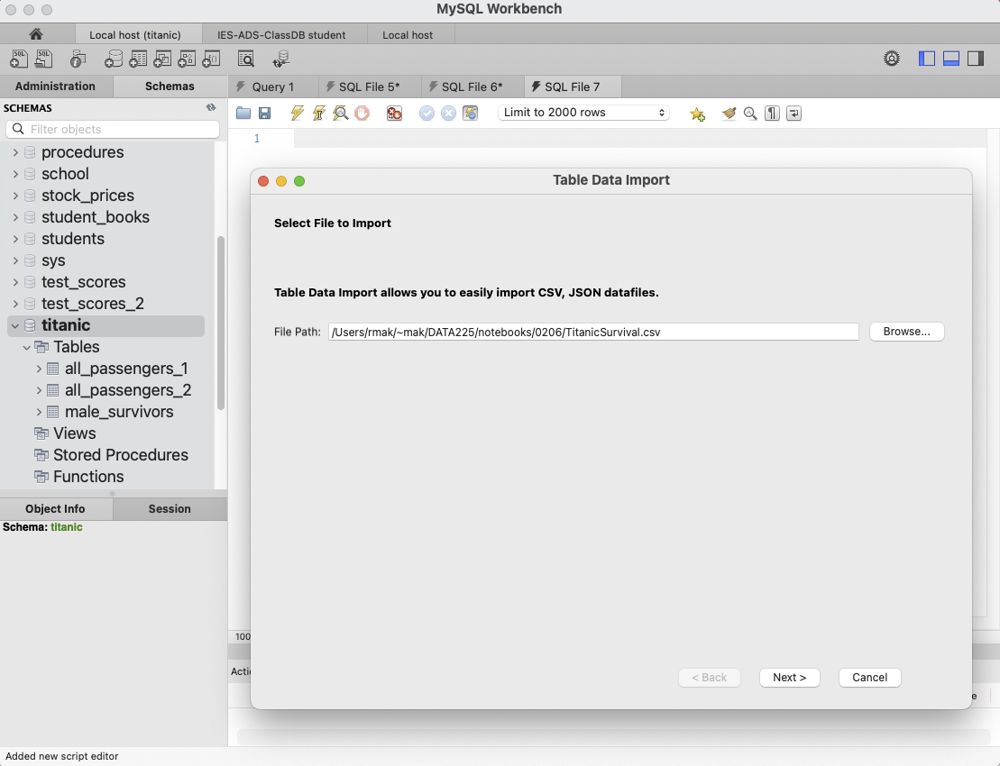 MySQL Workbench
Local host (titanic)
IES-ADS-ClassDB student
Local host
SQL
SQL
Administration
Schemas
Query 1
SQL File 5*
SQL File 6*
SQL File 7
SCHEMAS
Filter objects
Limit to 2000 rows
1
procedures
school
stock_prices
student_books
students
sys
test_scores
test_scores_2
titanic
Tables
all_passengers_1
all_passengers_2
male_survivors
Views
Stored Procedures
Functions
Table Data Import
Select File to Import
Table Data Import allows you to easily import CSV, JSON datafiles.
File Path:
/Users/rmak/~mak/DATA225/notebooks/0206/TitanicSurvival.csv
Browse...
< Back
Next >
Cancel
Object Info
Session
Schema: titanic
100
Actio
e
Added new script editor